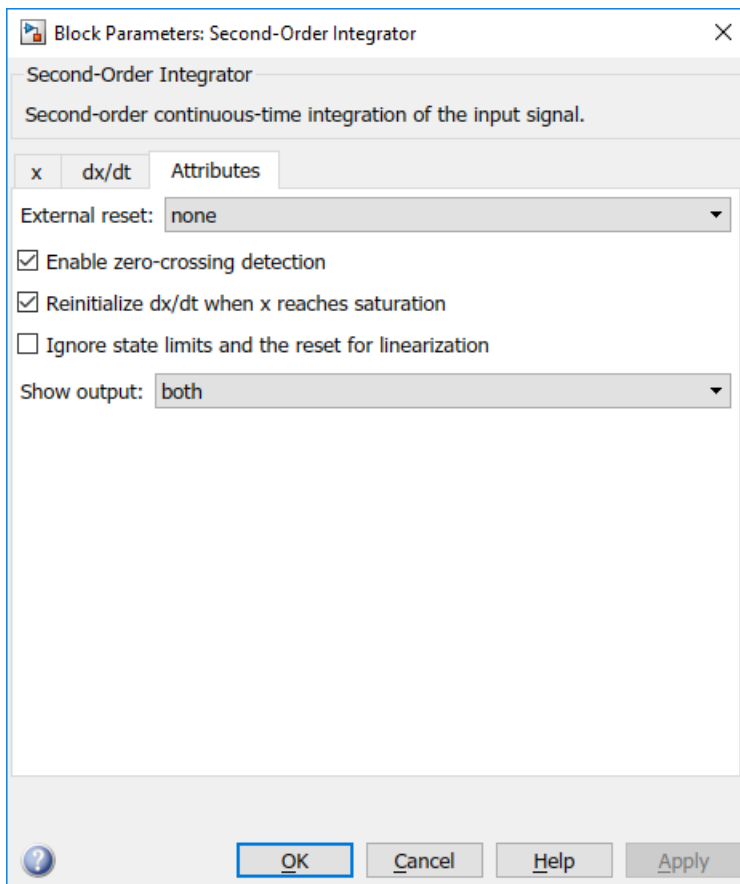 Block Parameters: Second-Order Integrator
Second-Order Integrator
Second-order continuous-time integration of the input signal.
x dx/dt Attributes
External reset: none
Enable zero-crossing detection
Reinitialize dx/dt when x reaches saturation
Ignore state limits and the reset for linearization
Show output: both
? OK Cancel Help Apply